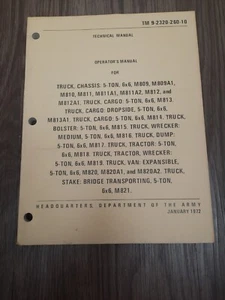 TM 9-2320-260-10
TECHNICAL MANUAL
OPERATOR'S MANUAL
FOR
TRUCK, CHASSIS: 5-TON, 6x6, M809, M809A1,
M810, M811, M811A1, M811A2, M812, and
M812A1. TRUCK, CARGO: 5-TON, 6x6, M813.
TRUCK, CARGO: DROPSIDE, 5-TON, 6x6,
M813A1. TRUCK, CARGO: 5-TON, 6x6, M814. TRUCK,
BOLSTER: 5-TON, 6x6, M815. TRUCK, WRECKER:
MEDIUM, 5-TON, 6x6, M816. TRUCK, DUMP:
5-TON, 6x6, M817. TRUCK, TRACTOR: 5-TON,
6x6, M818. TRUCK, TRACTOR, WRECKER:
5-TON, 6x6, M819. TRUCK, VAN: EXPANSIBLE,
5-TON, 6x6, M820, M820A1, and M820A2. TRUCK,
STAKE: BRIDGE TRANSPORTING, 5-TON,
6x6, M821.
HEADQUARTERS, DEPARTMENT OF THE ARMY
JANUARY 1973